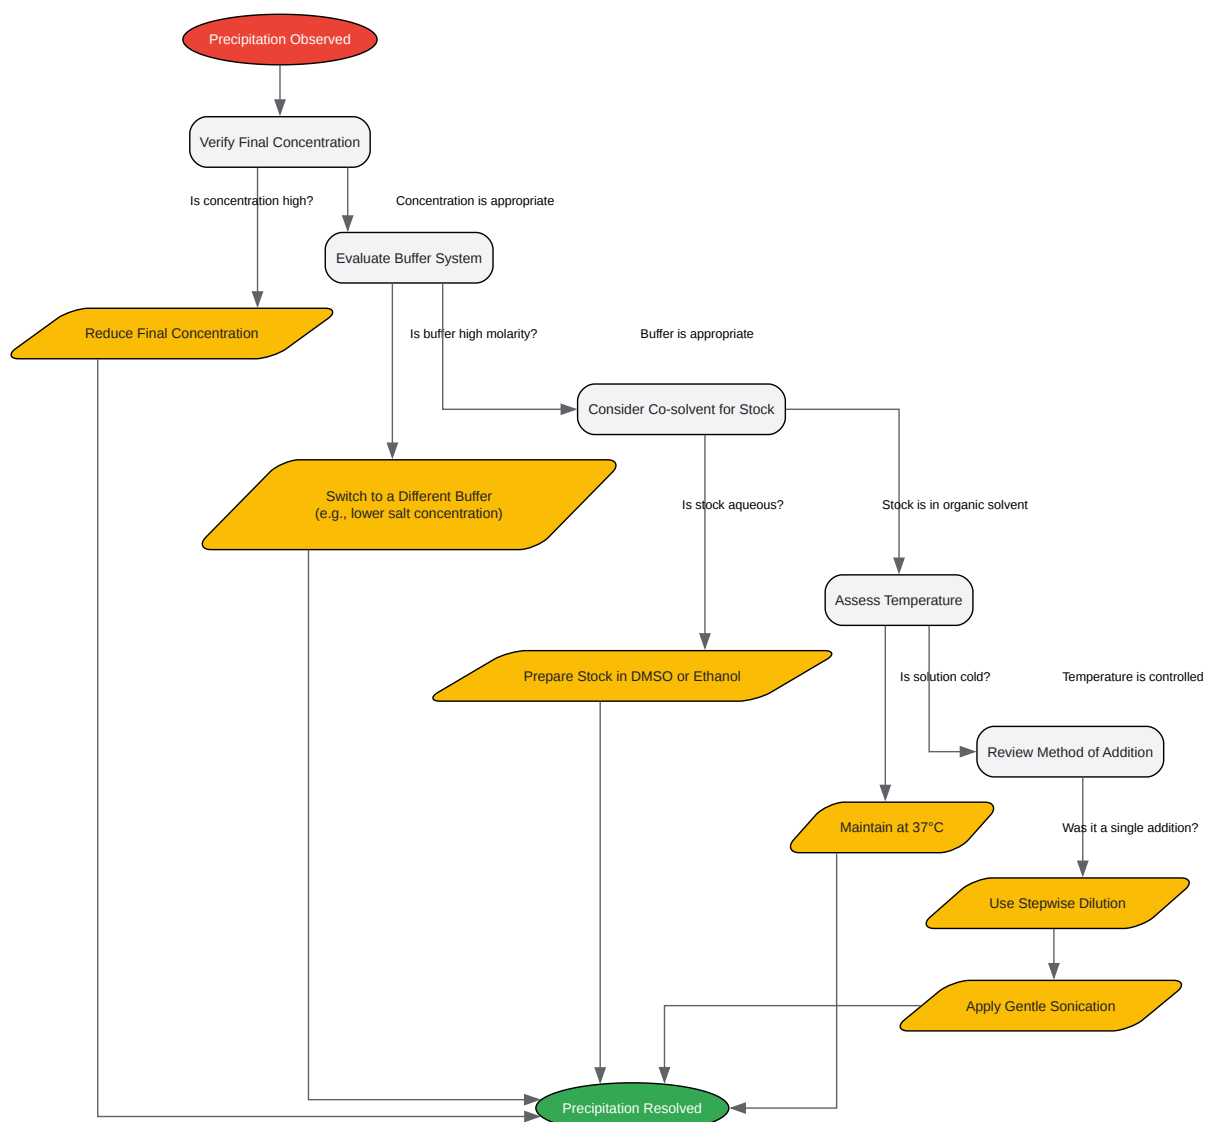 Precipitation Observed
Verify Final Concentration
Is concentration high?
Concentration is appropriate
Evaluate Buffer System
Reduce Final Concentration
Is buffer high molarity?
Buffer is appropriate
Consider Co-solvent for Stock
Switch to a Different Buffer
(e.g., lower salt concentration)
Is stock aqueous?
Stock is in organic solvent
Assess Temperature
Prepare Stock in DMSO or Ethanol
Is solution cold?
Temperature is controlled
Review Method of Addition
Maintain at 37°C
Was it a single addition?
Use Stepwise Dilution
Apply Gentle Sonication
Precipitation Resolved